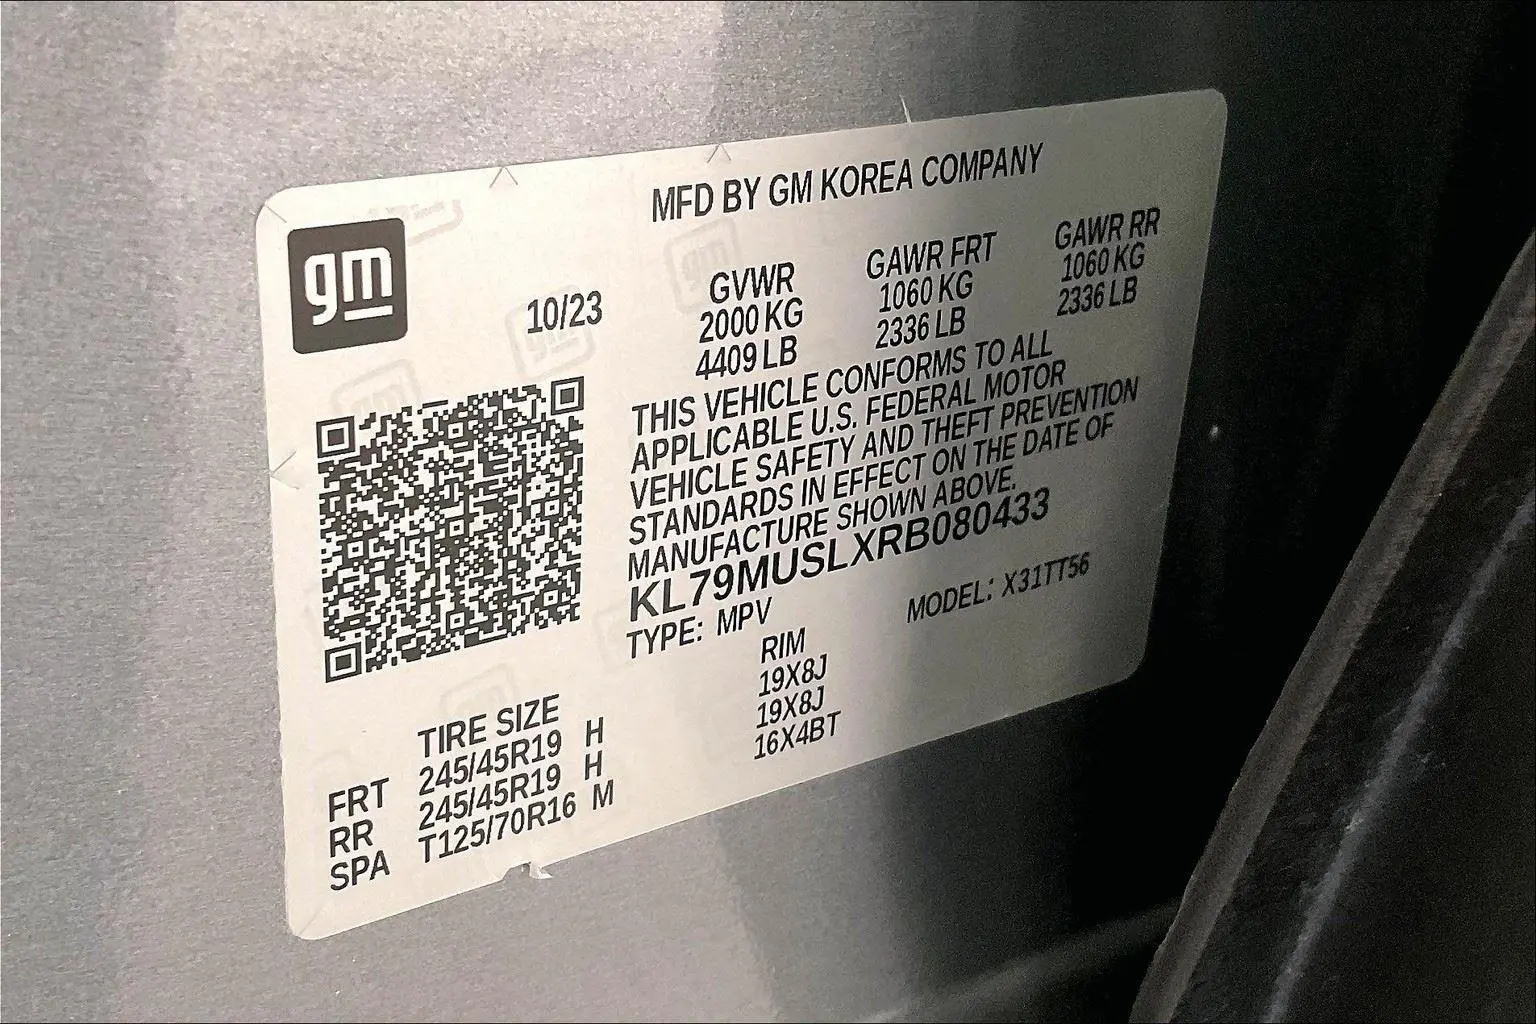 MFD BY GM KOREA COMPANY
gm
10/23
GVWR GAWR FRT GAWR RR
2000 KG 1060 KG 1060 KG
4409 LB 2336 LB 2336 LB
THIS VEHICLE CONFORMS TO ALL
APPLICABLE U.S. FEDERAL MOTOR
VEHICLE SAFETY AND THEFT PREVENTION
STANDARDS IN EFFECT ON THE DATE OF
MANUFACTURE SHOWN ABOVE.
KL79MUSLXRB080433
TYPE: MPV MODEL: X31TT56
TIRE SIZE RIM
FRT 245/45R19 H 19X8J
RR 245/45R19 H 19X8J
SPA T125/70R16 M 16X4BT